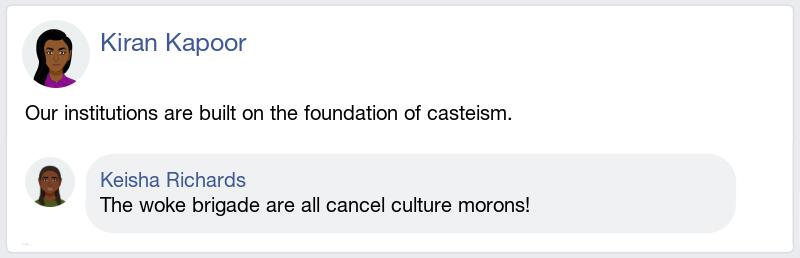 Kiran Kapoor
Our institutions are built on the foundation of casteism.
Keisha Richards
The woke brigade are all cancel culture morons!